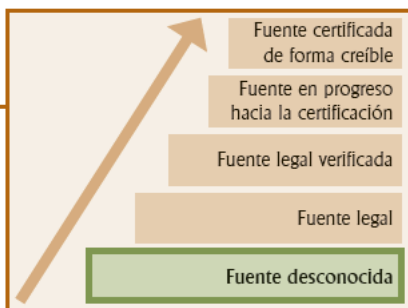 Fuente certificada
de forma creíble
Fuente en progreso
hacia la certificación
Fuente legal verificada
Fuente legal
Fuente desconocida